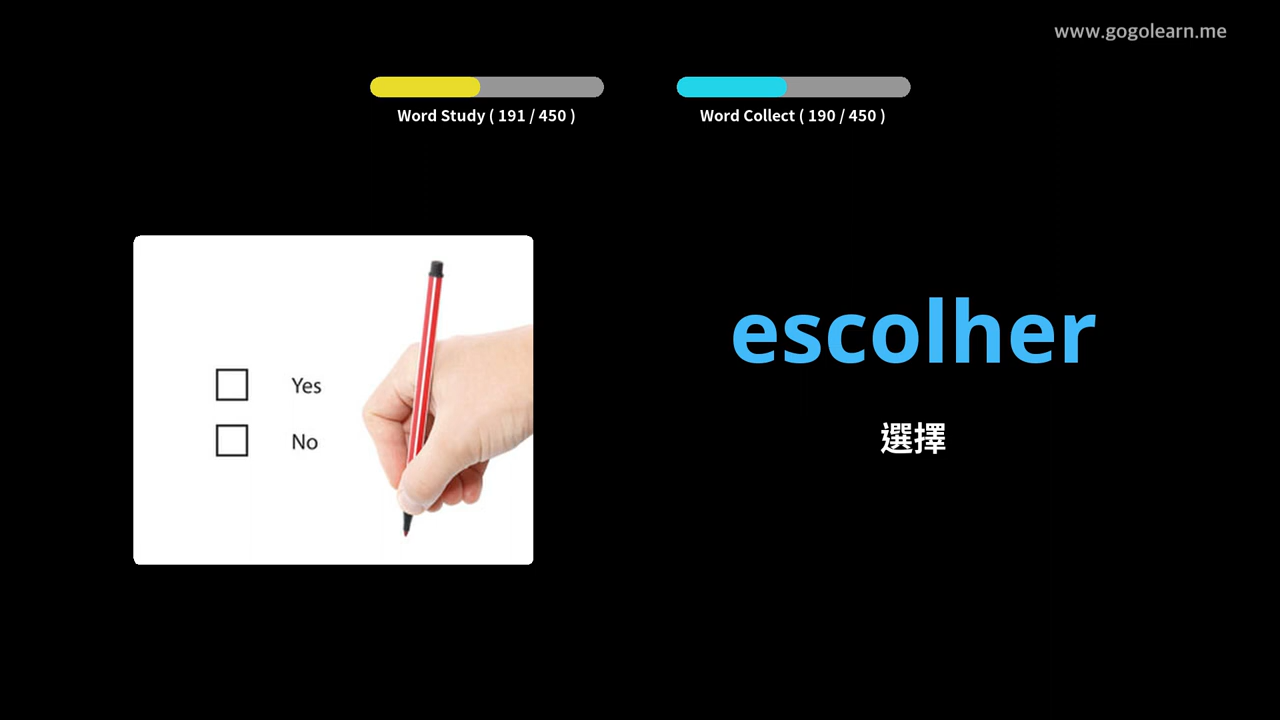 www.gogolearn.me
Word Study ( 191 / 450 )
Word Collect ( 190 / 450 )
Yes
No
escolher
選擇